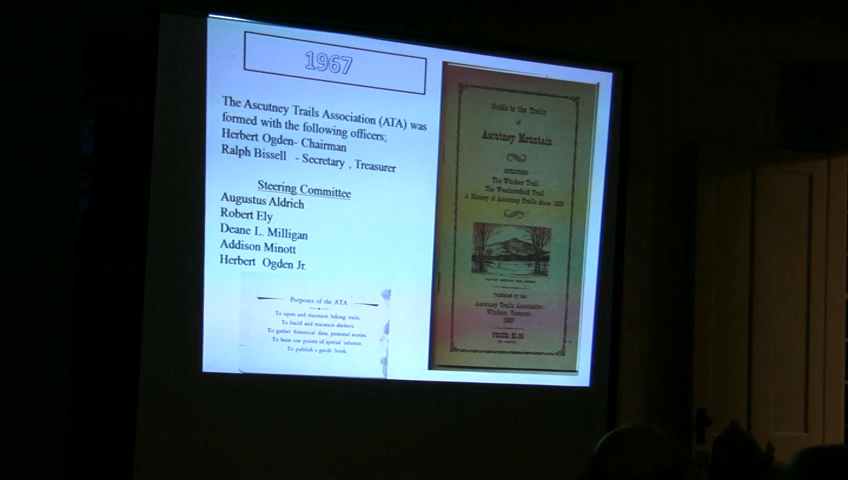 1967
The Ascutney Trails Association (ATA) was
formed with the following officers;
Herbert Ogden- Chairman
Ralph Bissell - Secretary , Treasurer
Steering Committee
Augustus Aldrich
Robert Ely
Deane L. Milligan
Addison Minott
Herbert Ogden Jr.
Purposes of the ATA
To open and maintain hiking trails.
To build and maintain shelters.
To gather historical data, personal stories.
To have out points of special interest.
To publish a guide book.
Guide to the Trails
of
Ascutney Mountain
INCLUDING
The Windsor Trail
The Weathersfield Trail
A History of Ascutney Trails since 1825
Published by the
Ascutney Trails Association
Windsor, Vermont
1967